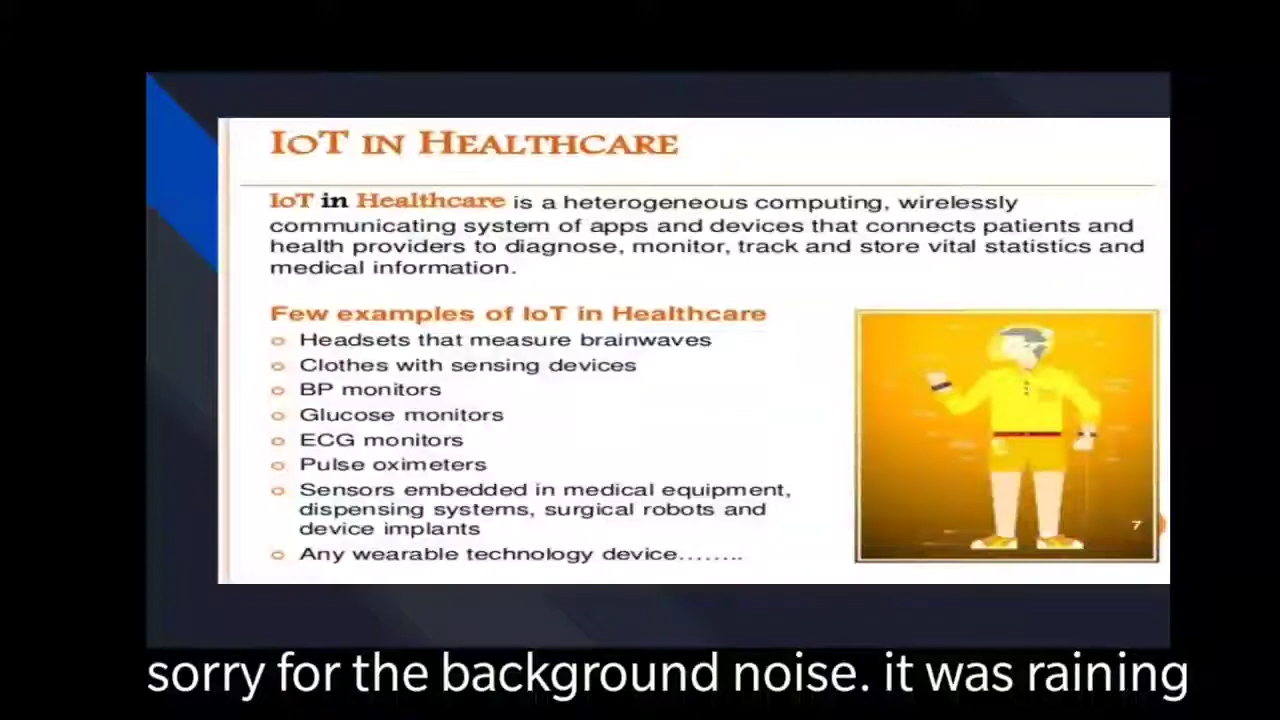 IoT in Healthcare
IoT in Healthcare is a heterogeneous computing, wirelessly
communicating system of apps and devices that connects patients and
health providers to diagnose, monitor, track and store vital statistics and
medical information.
Few examples of IoT in Healthcare
Headsets that measure brainwaves
Clothes with sensing devices
BP monitors
Glucose monitors
ECG monitors
Pulse oximeters
Sensors embedded in medical equipment,
dispensing systems, surgical robots and
device implants
Any wearable technology device........
7
sorry for the background noise. it was raining